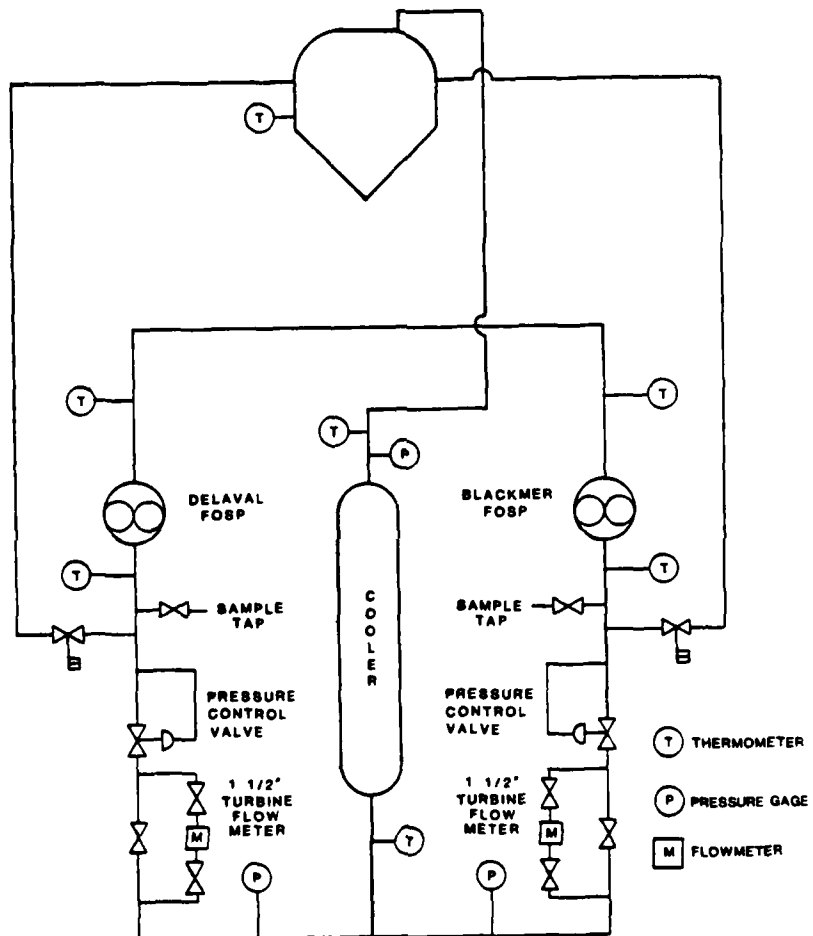 T
T
T
T
P
DELAVAL
FOSP
BLACKMER
FOSP
T
T
SAMPLE
TAP
COOLER
SAMPLE
TAP
PRESSURE
CONTROL
VALVE
PRESSURE
CONTROL
VALVE
T THERMOMETER
1 1/2"
TURBINE
FLOW
METER
1 1/2"
TURBINE
FLOW
METER
P PRESSURE GAGE
M
T
M
M FLOWMETER
P
P